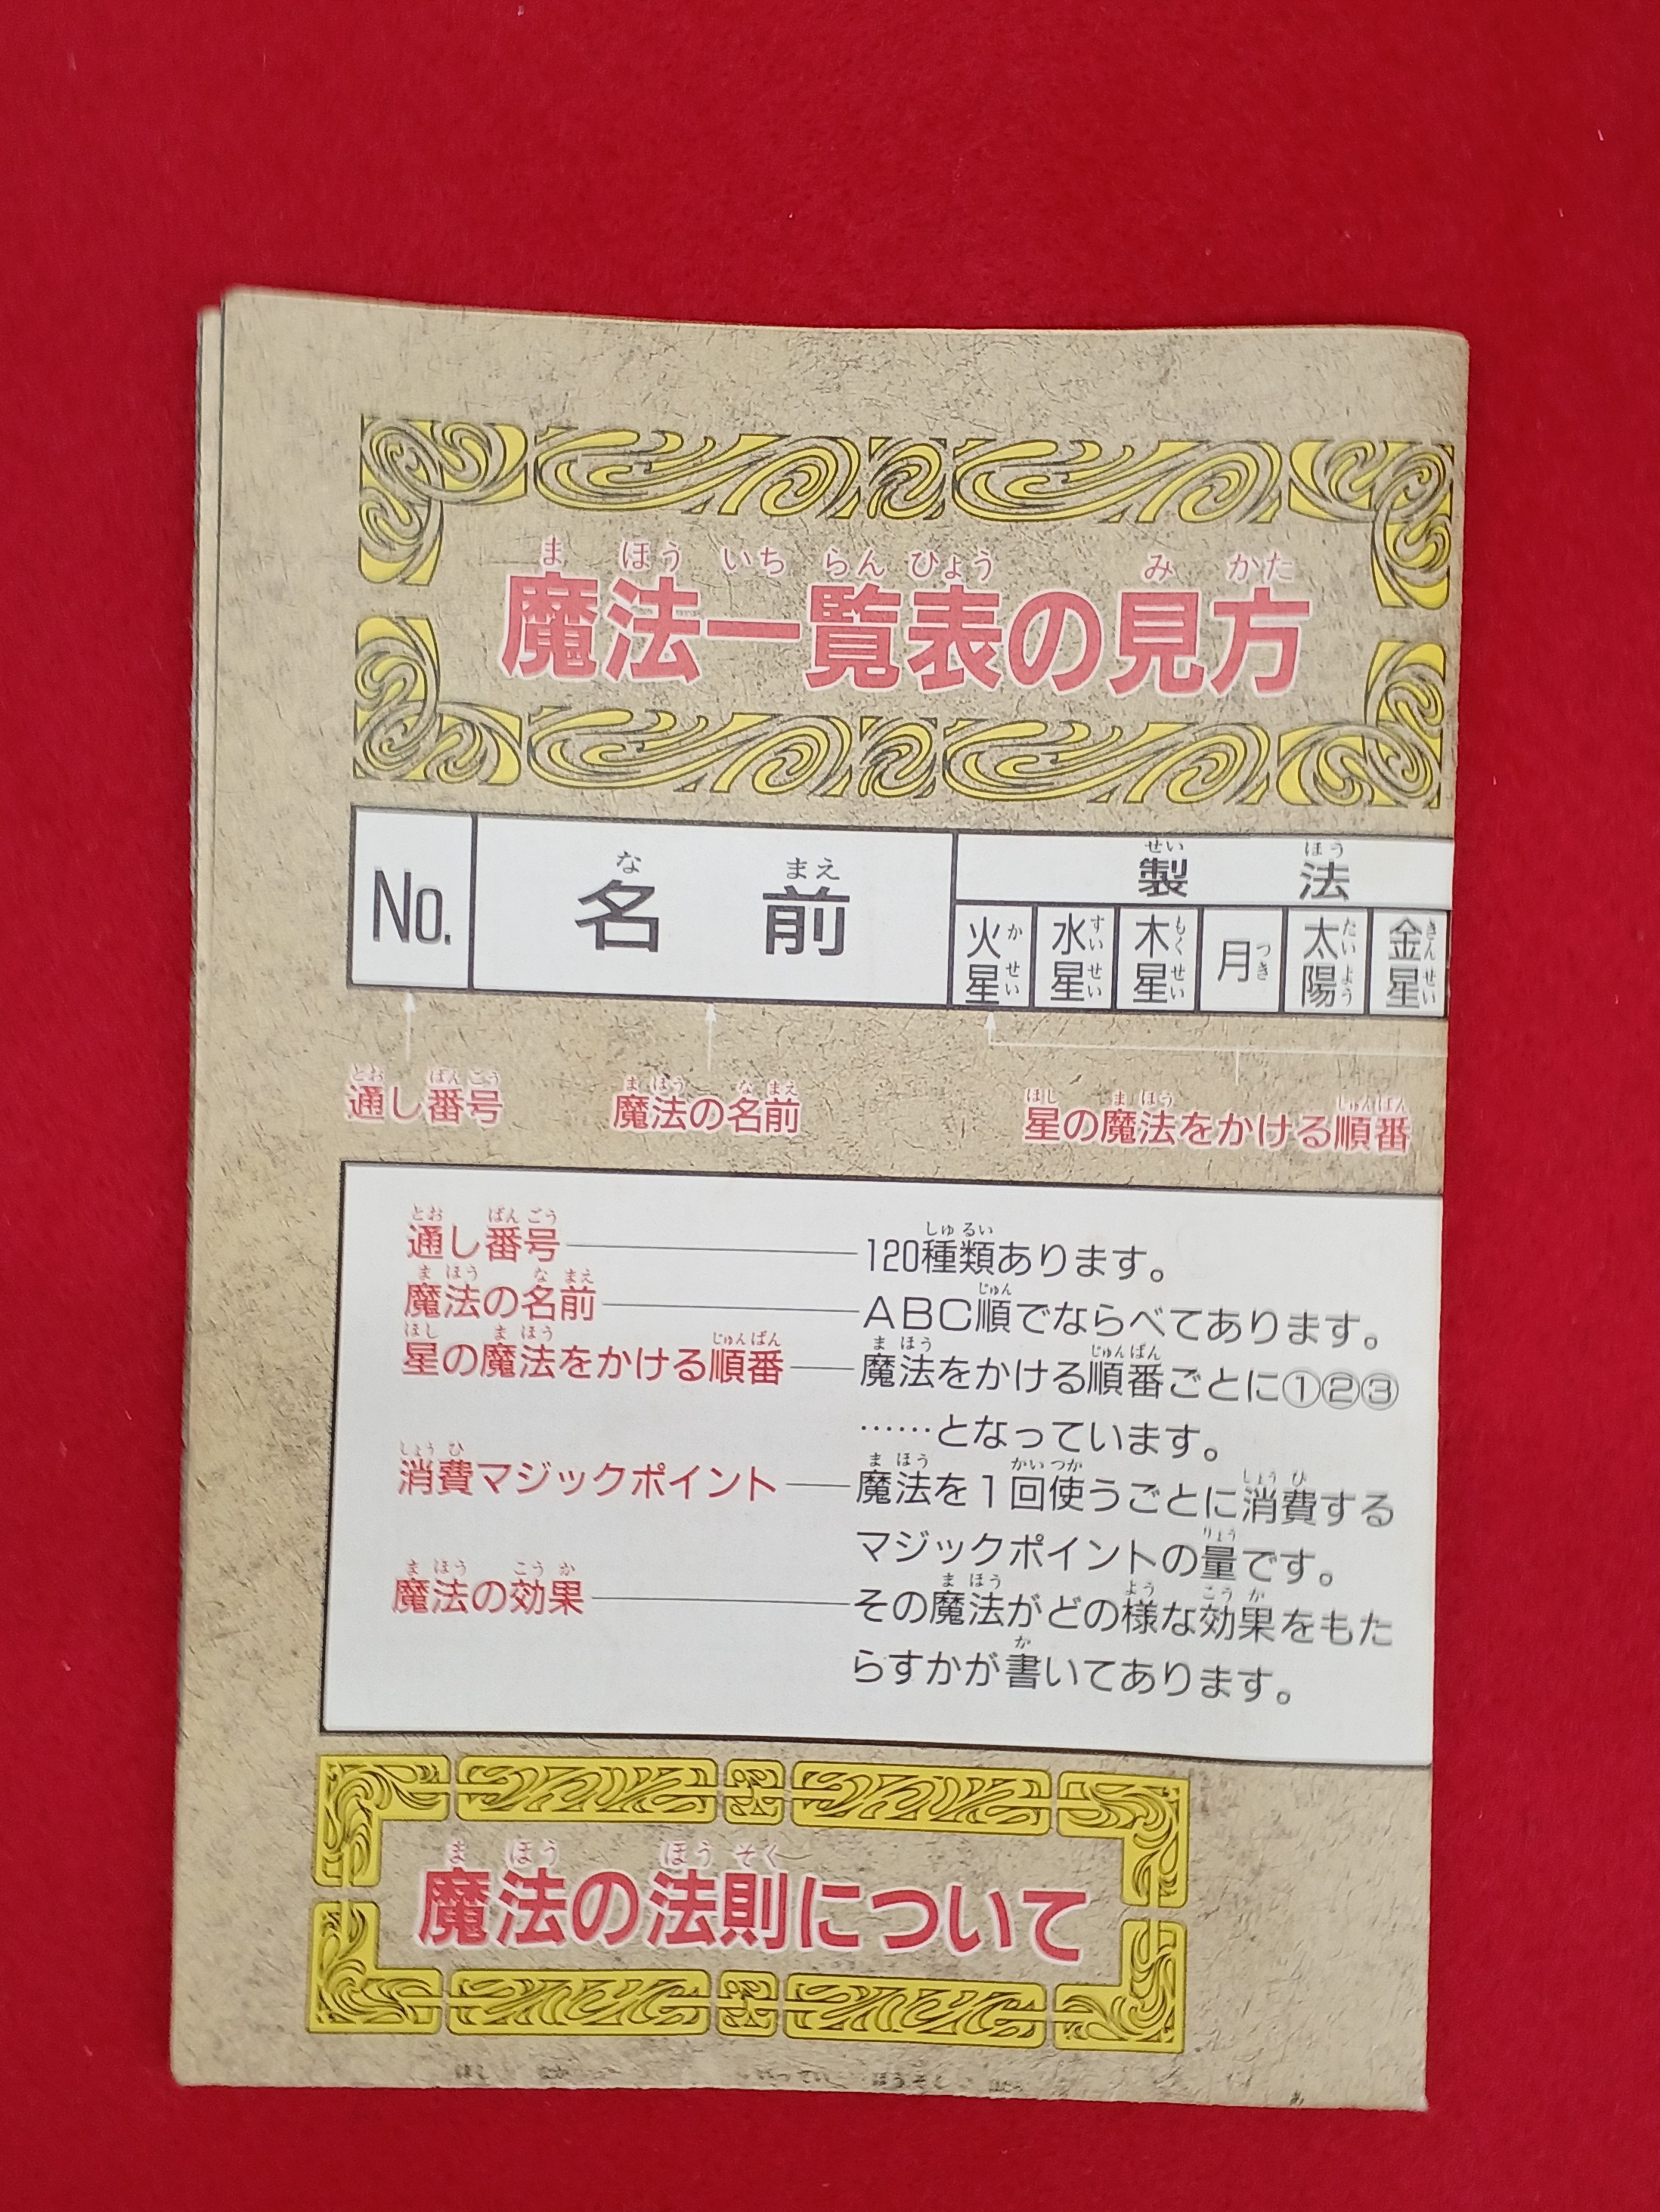 魔法一覧表の見方
No. 名前 製法
火星 水星 木星 月 太陽 金星
通し番号 魔法の名前 星の魔法をかける順番
通し番号 120種類あります。
魔法の名前 ABC順でならべてあります。
星の魔法をかける順番 魔法をかける順番ごとに①②③
……となっています。
消費マジックポイント 魔法を1回使うごとに消費する
マジックポイントの量です。
魔法の効果 その魔法がどの様な効果をもた
らすかが書いてあります。
魔法の法則について